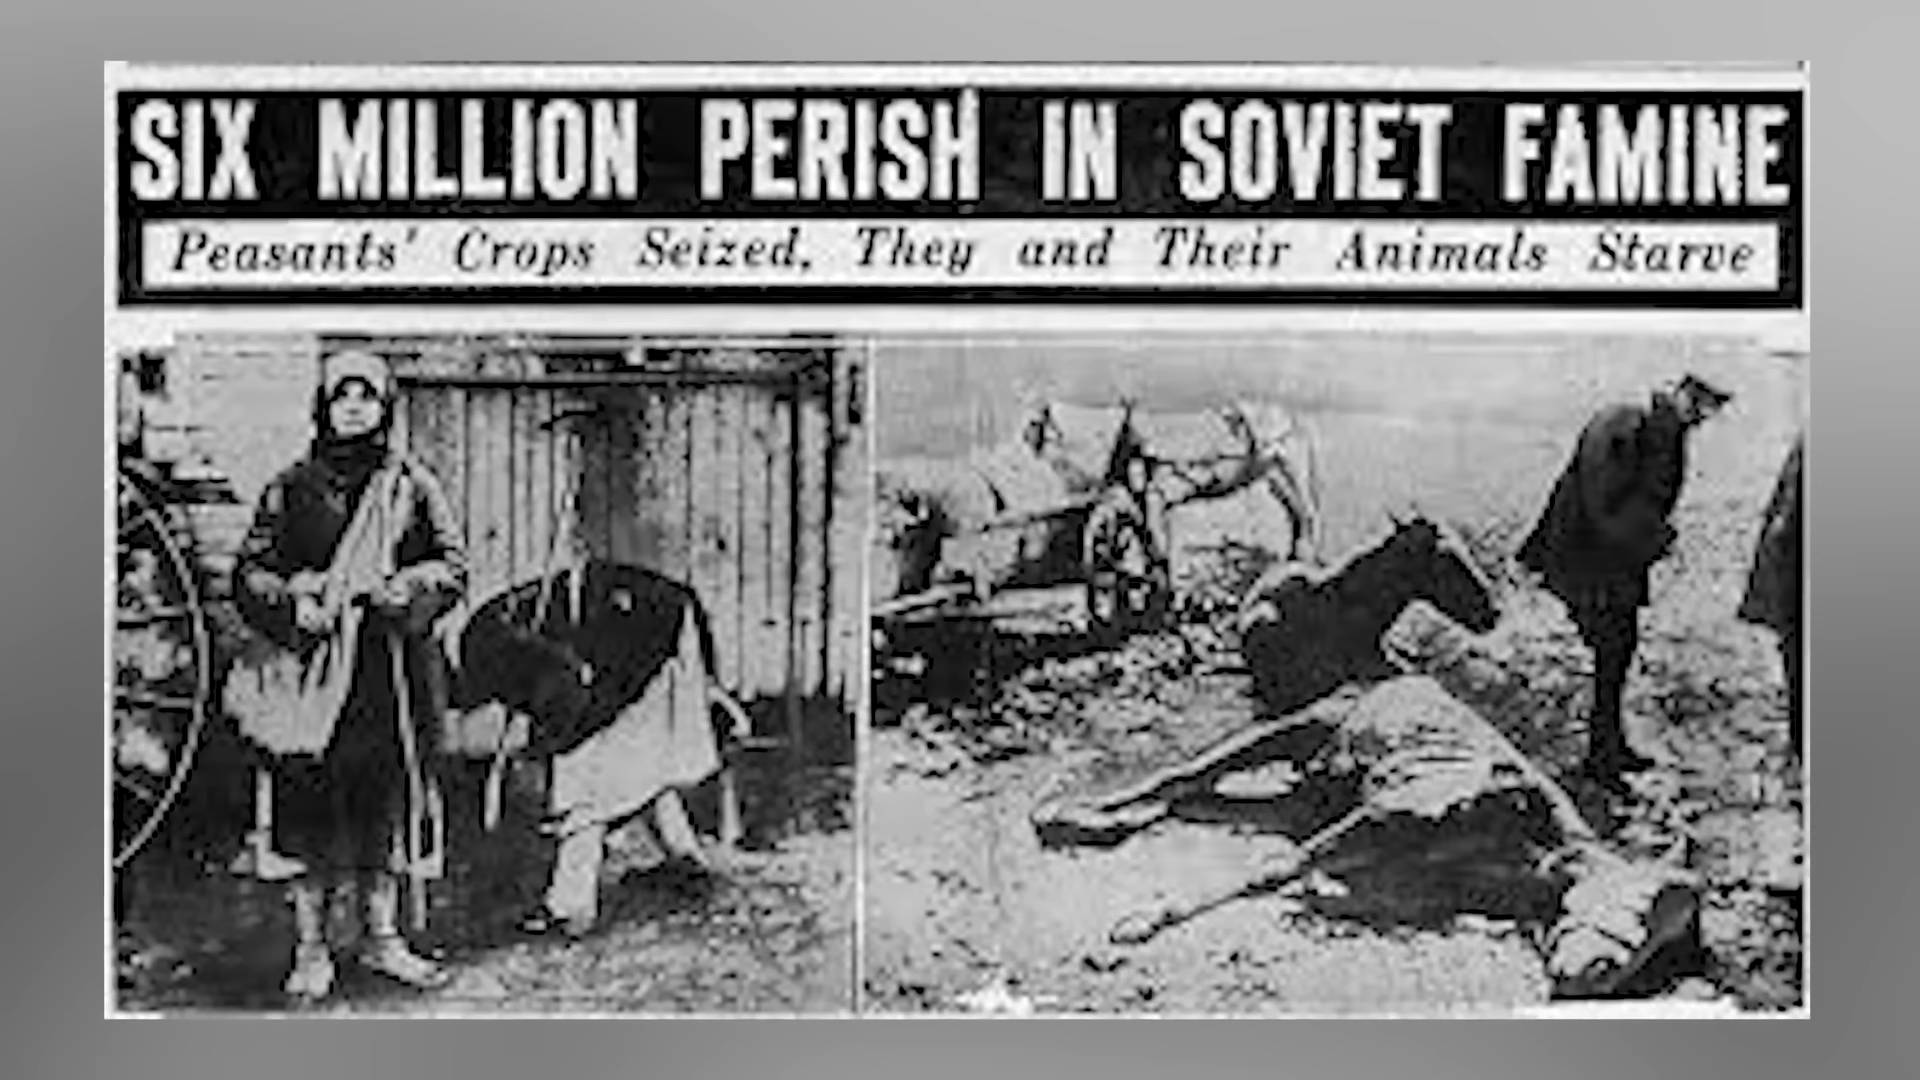 SIX MILLION PERISH IN SOVIET FAMINE
Peasants' Crops Seized, They and Their Animals Starve